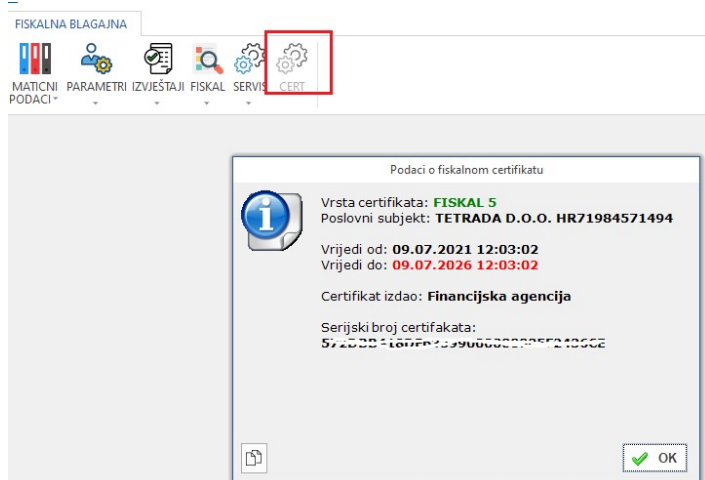 FISKALNA BLAGAJNA
MATICNI PODACI
PARAMETRI
IZVJEŠTAJI
FISKAL
SERVIS
CERT
Podaci o fiskalnom certifikatu
Vrsta certifikata: FISKAL 5
Poslovni subjekt: TETRADA D.O.O. HR71984571494
Vrijedi od: 09.07.2021 12:03:02
Vrijedi do: 09.07.2026 12:03:02
Certifikat izdao: Financijska agencija
Serijski broj certifakata:
OK